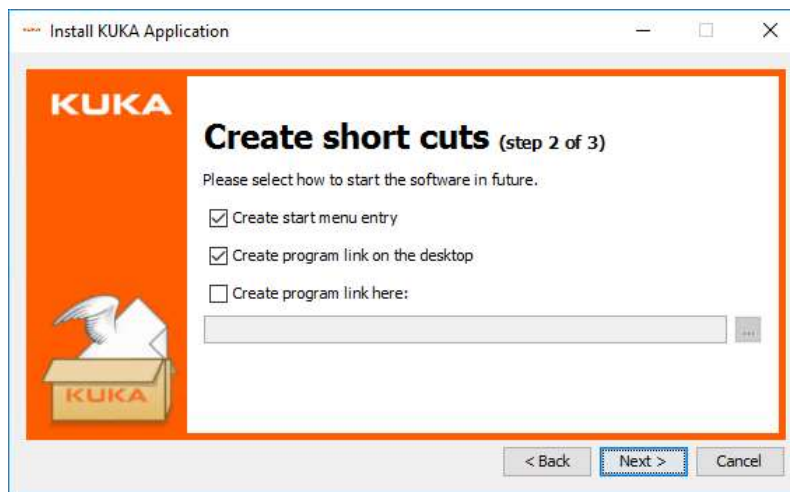 Install KUKA Application
KUKA
Create short cuts (step 2 of 3)
Please select how to start the software in future.
Create start menu entry
Create program link on the desktop
Create program link here:
...
KUKA
< Back
Next >
Cancel